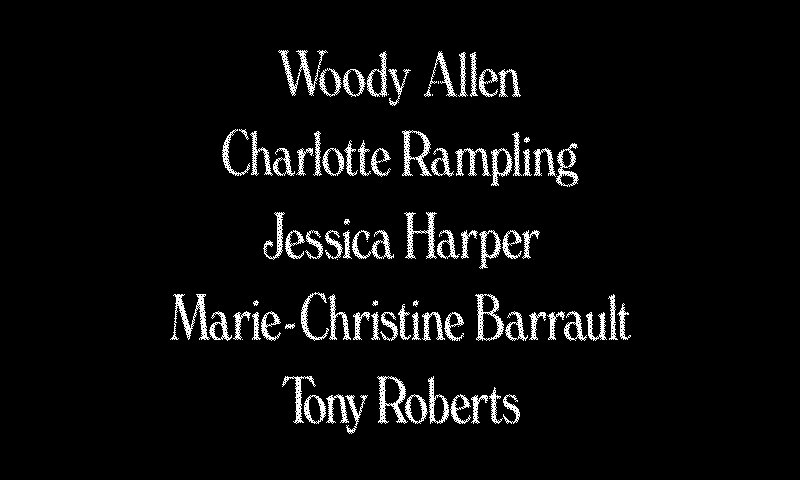 Woody Allen
Charlotte Rampling
Jessica Harper
Marie-Christine Barrault
Tony Roberts